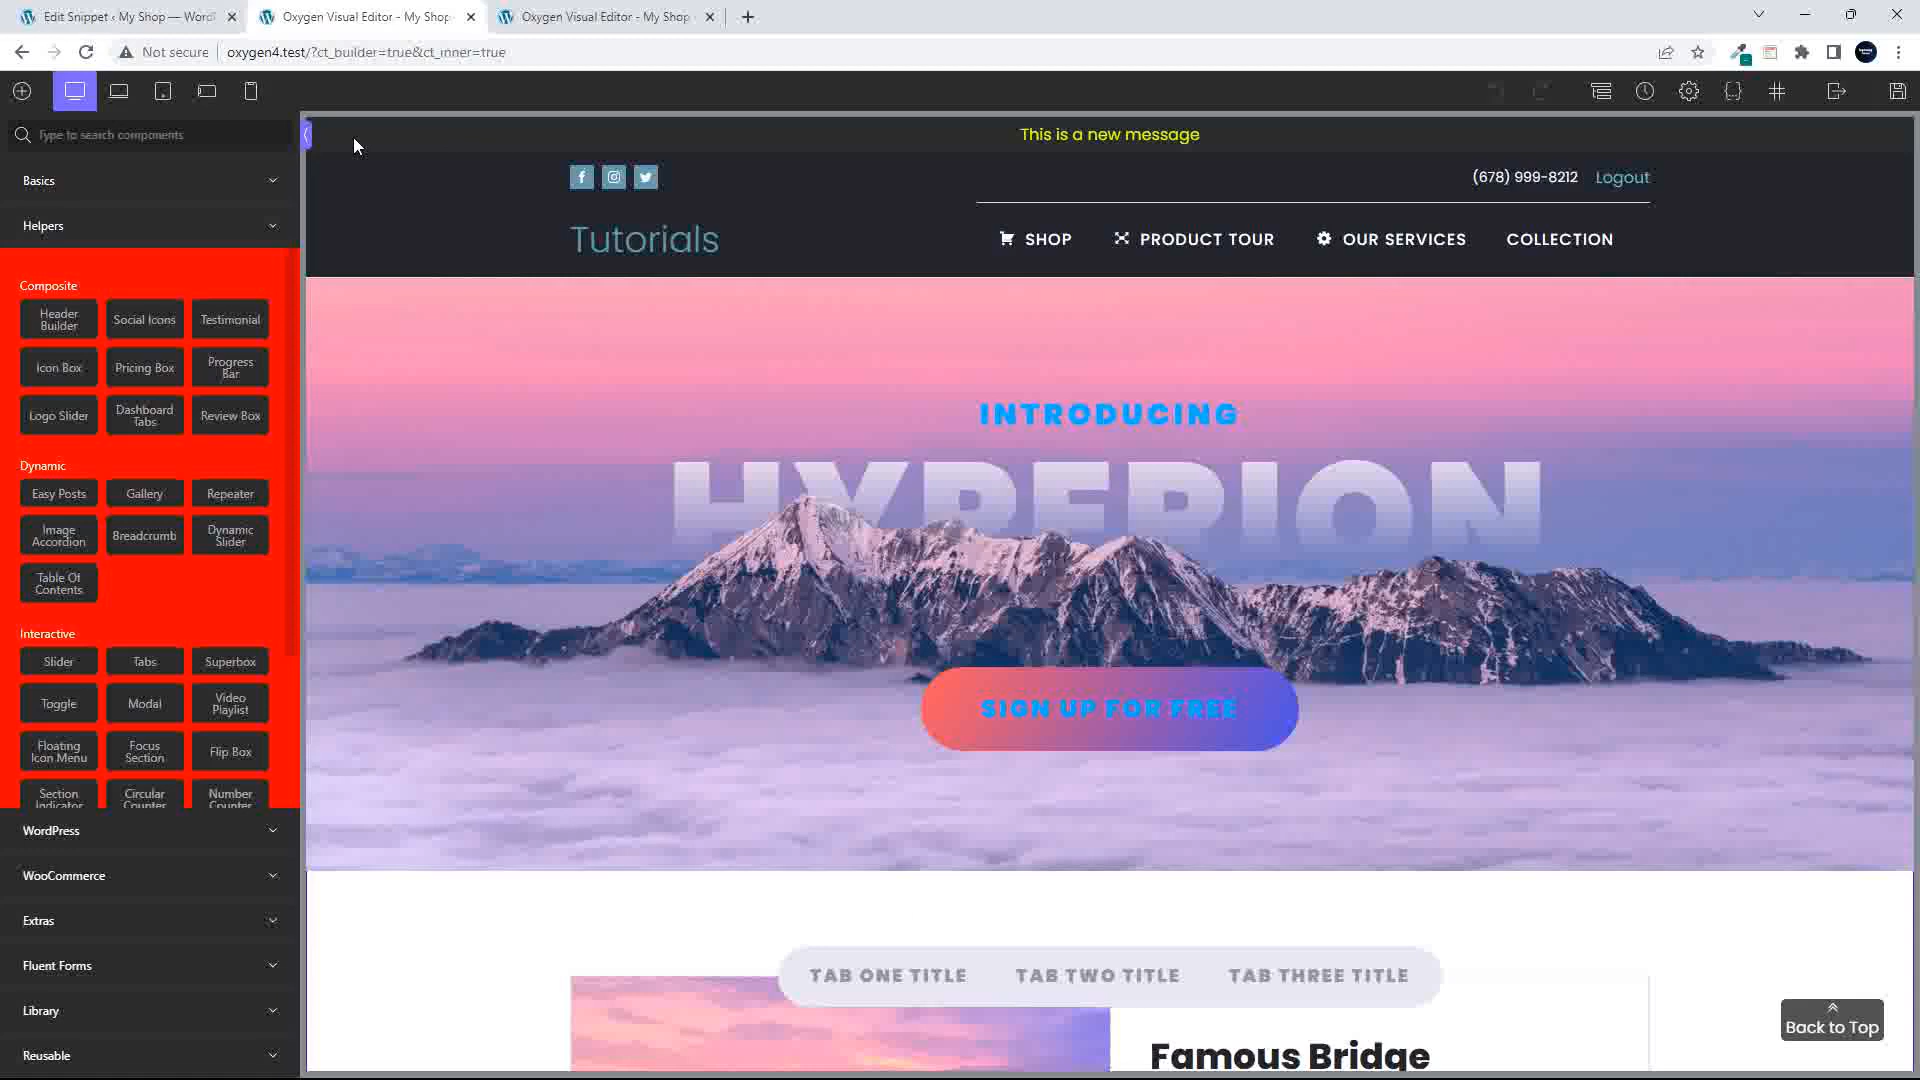 Edit Snippet ‹ My Shop — Word
Oxygen Visual Editor - My Shop
Oxygen Visual Editor - My Shop
Not secure
oxygen4.test/?ct_builder=true&ct_inner=true
Type to search components
Basics
Helpers
Composite
Header Builder
Social Icons
Testimonial
Icon Box
Pricing Box
Progress Bar
Logo Slider
Dashboard Tabs
Review Box
Dynamic
Easy Posts
Gallery
Repeater
Image Accordion
Breadcrumb
Dynamic Slider
Table Of Contents
Interactive
Slider
Tabs
Superbox
Toggle
Modal
Video Playlist
Floating Icon Menu
Focus Section
Flip Box
Section Indicator
Circular Counter
Number Counter
WordPress
WooCommerce
Extras
Fluent Forms
Library
Reusable
This is a new message
(678) 999-8212
Logout
Tutorials
SHOP
PRODUCT TOUR
OUR SERVICES
COLLECTION
INTRODUCING
HYPERION
SIGN UP FOR FREE
TAB ONE TITLE
TAB TWO TITLE
TAB THREE TITLE
Famous Bridge
Back to Top